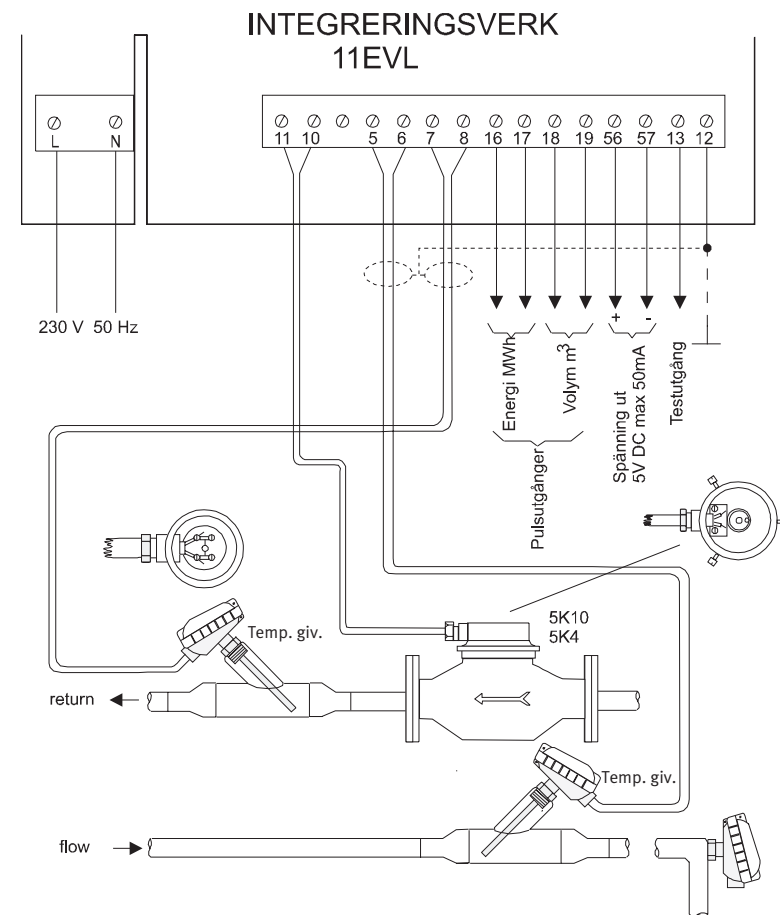 INTEGRERINGSVERK
11EVL
L N
11 10 5 6 7 8 16 17 18 19 56 57 13 12
230 V 50 Hz
+ -
Energi MWh
Volym m³
Pulsutgånger
Spänning ut
5V DC max 50mA
Testutgång
5K10
5K4
Temp. giv.
return
Temp. giv.
flow